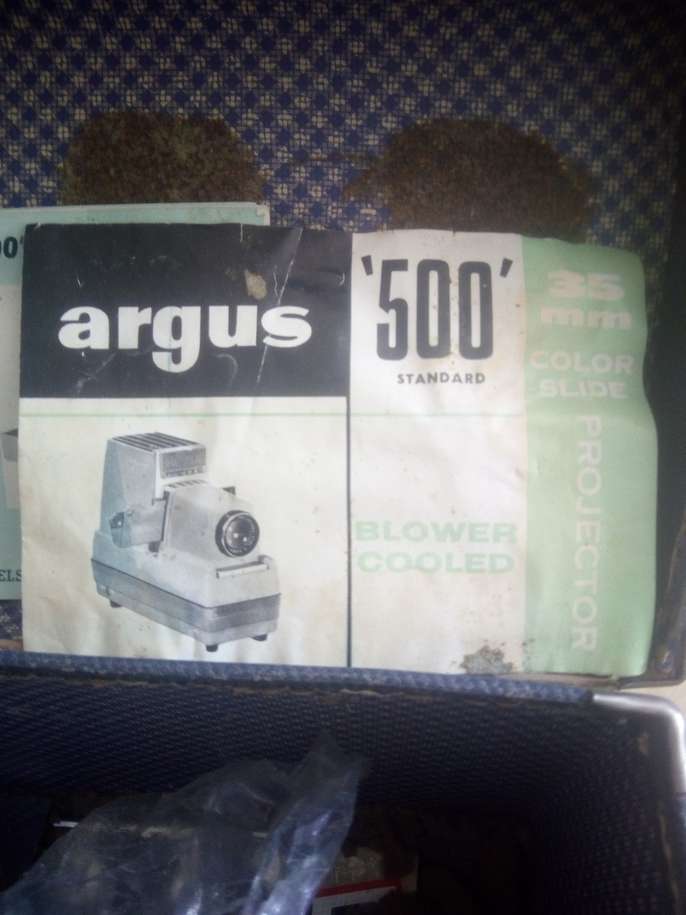 argus
'500'
STANDARD
35
mm
COLOR
SLIDE
PROJECTOR
BLOWER
COOLED